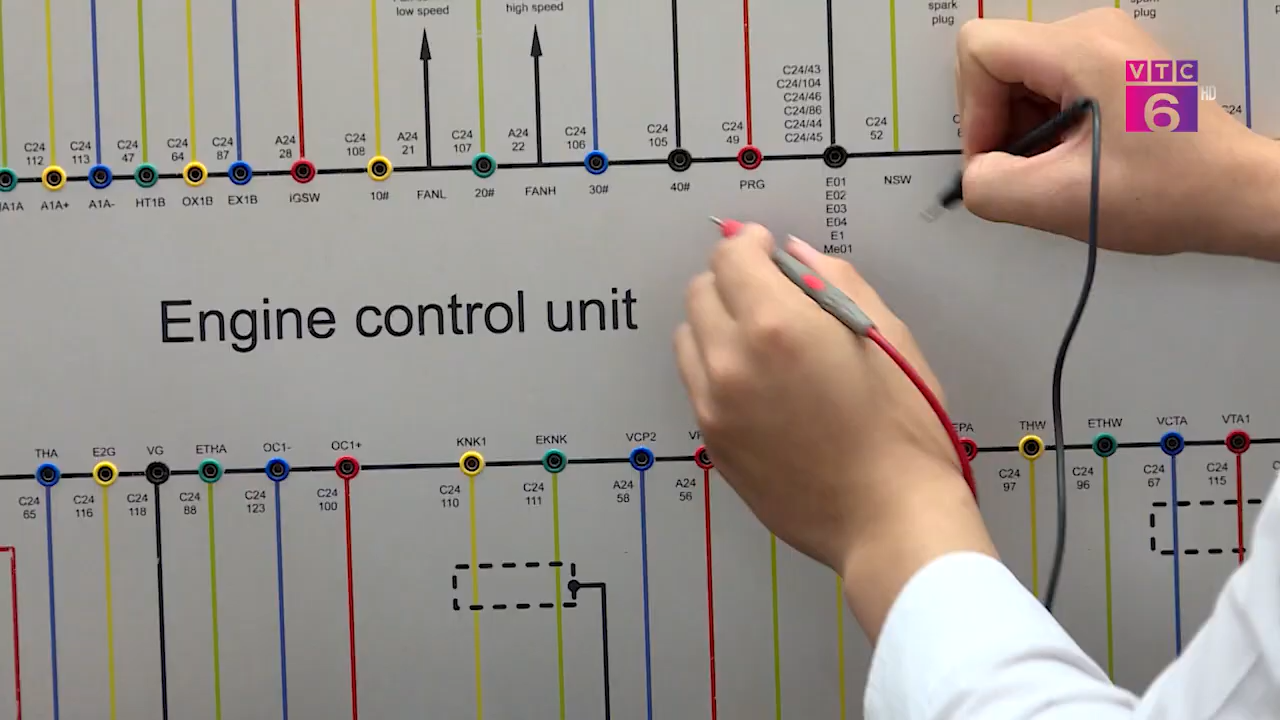 low speed
high speed
spark
plug
spark
plug
VTC
6
HD
C24
112
C24
113
C24
47
C24
64
C24
87
A24
28
C24
108
A24
21
C24
107
A24
22
C24
106
C24
105
C24
49
C24/43
C24/104
C24/46
C24/86
C24/44
C24/45
C24
52
C24
A1A+
A1A-
HT1B
OX1B
EX1B
iGSW
10#
FANL
20#
FANH
30#
40#
PRG
E01
E02
E03
E04
E1
Me01
NSW
Engine control unit
THA
E2G
VG
ETHA
OC1-
OC1+
KNK1
EKNK
VCP2
THW
ETHW
VCTA
VTA1
C24
65
C24
116
C24
118
C24
88
C24
123
C24
100
C24
110
C24
111
A24
58
A24
56
C24
97
C24
96
C24
67
C24
115